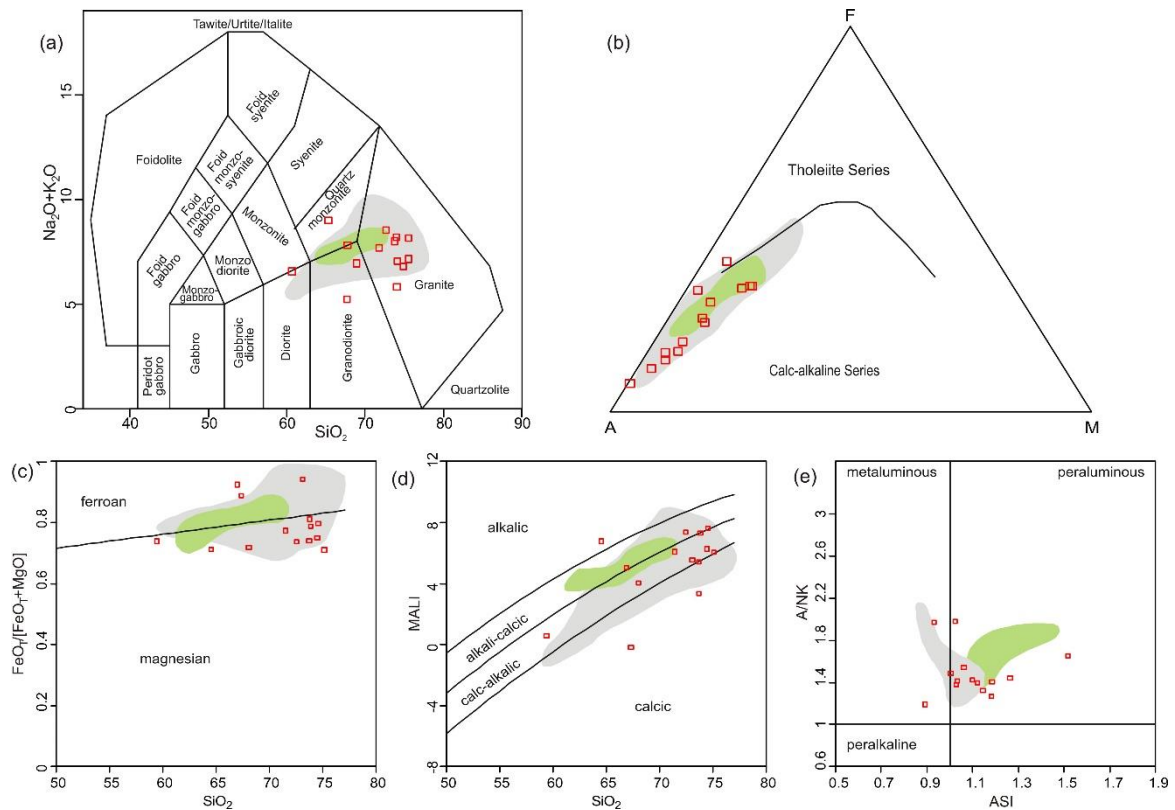 (a)
Tawite/Urtite/Italite
Foid
syenite
Foidolite
Foid
monzo-
syenite
Syenite
Foid
monzo-
gabbro
Quartz
monzonite
Monzonite
Foid
gabbro
Monzo
diorite
Monzo-
gabbro
Peridot
gabbro
Gabbro
Gabbroic
diorite
Diorite
Granodiorite
Granite
Quartzolite
Na₂O+K₂O
15
10
5
0
40
50
60
70
80
90
SiO₂
(b)
F
Tholeiite Series
Calc-alkaline Series
A
M
(c)
ferroan
magnesian
FeOT/[FeOT+MgO]
1
0.8
0.6
0.4
0.2
0
50
55
60
65
70
75
80
SiO₂
(d)
alkalic
alkali-calcic
calc-alkalic
calcic
MALI
12
8
4
0
-4
-8
50
55
60
65
70
75
80
SiO₂
(e)
metaluminous
peraluminous
peralkaline
A/NK
3
2.6
2.2
1.8
1.4
1
0.6
0.5
0.7
0.9
1.1
1.3
1.5
1.7
1.9
ASI